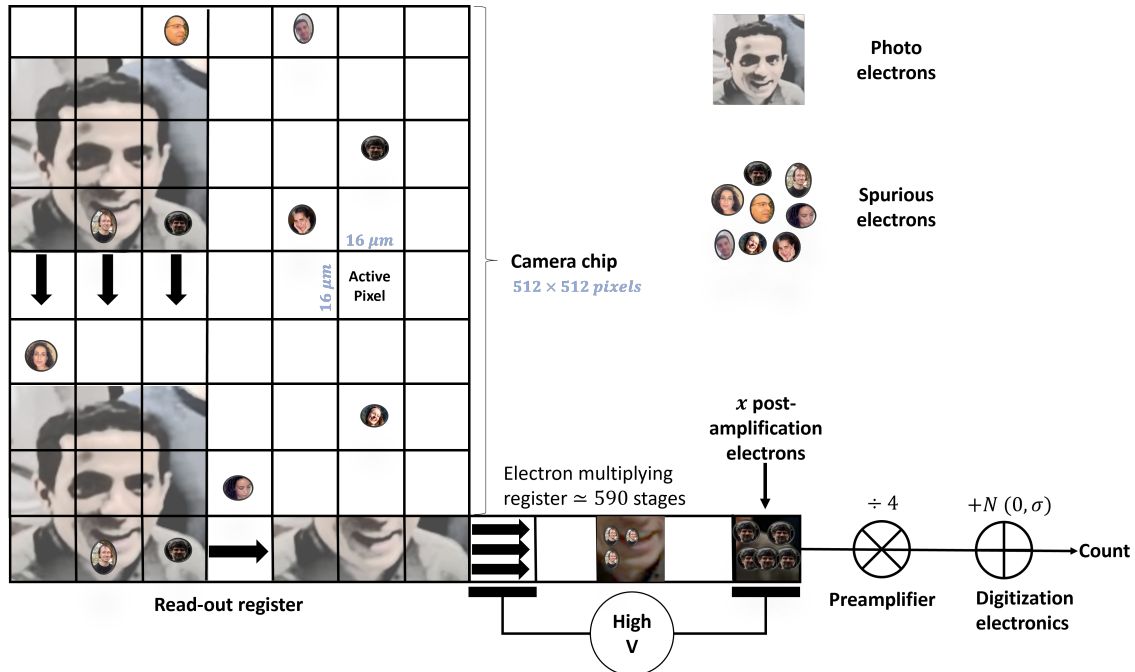 Photo
electrons
Spurious
electrons
16 μm
16 μm
Active
Pixel
Camera chip
512 × 512 pixels
x post-
amplification
electrons
Electron multiplying
register ≃ 590 stages
÷ 4
+N (0, σ)
Count
Read-out register
High
V
Preamplifier
Digitization
electronics